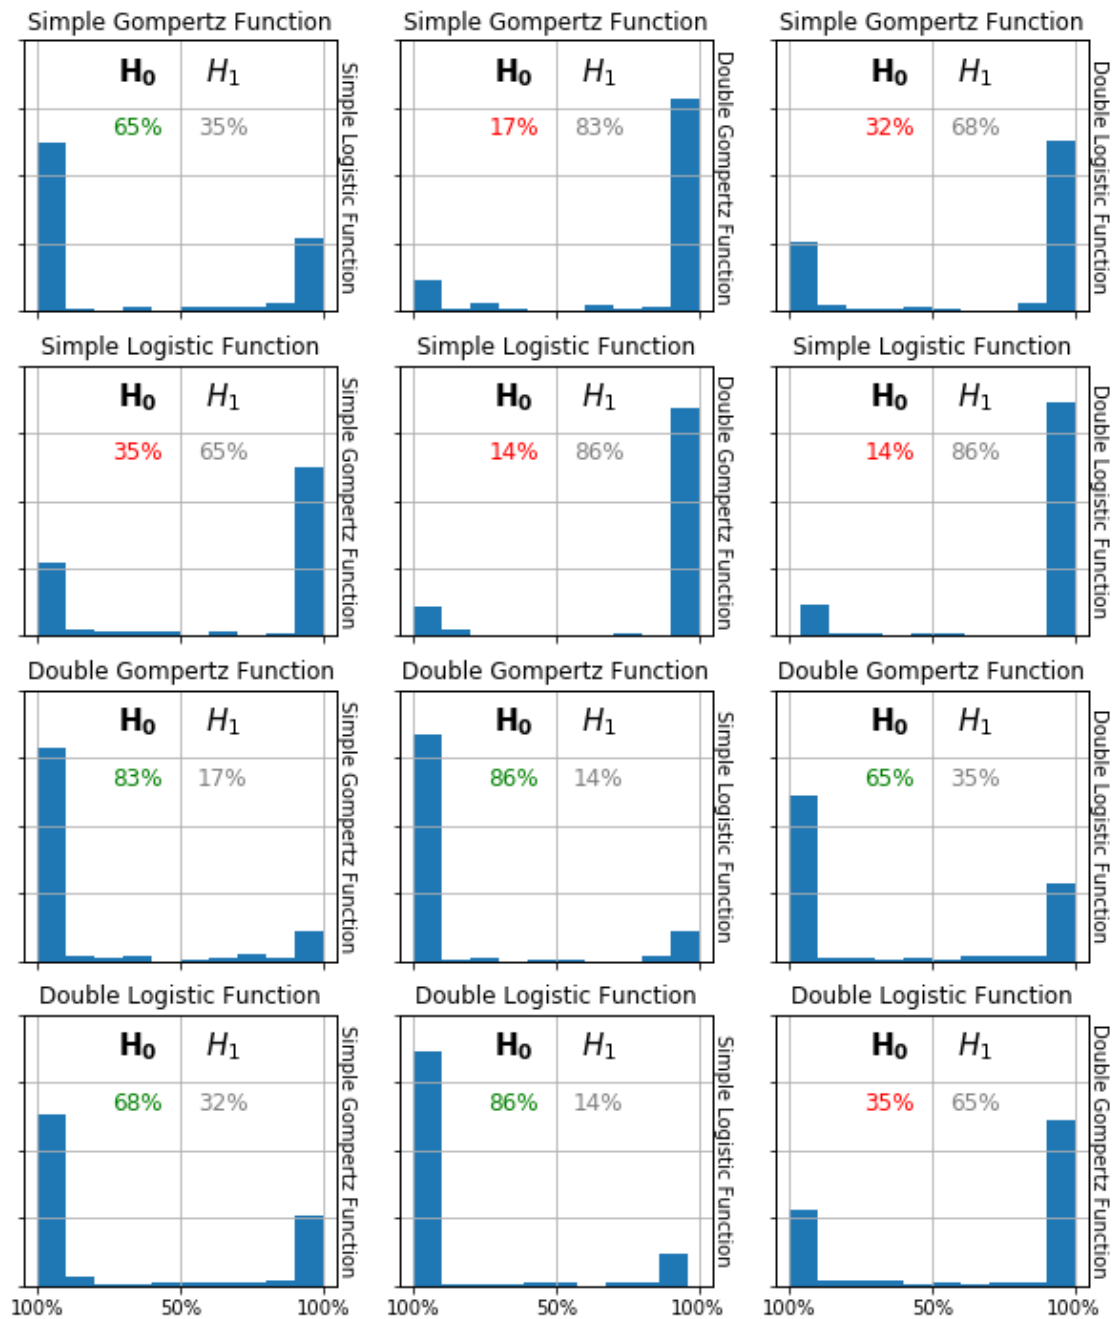 Simple Gompertz Function
H0 H1
65% 35%
Simple Logistic Function
Simple Gompertz Function
H0 H1
17% 83%
Double Gompertz Function
Simple Gompertz Function
H0 H1
32% 68%
Double Logistic Function
Simple Logistic Function
H0 H1
35% 65%
Simple Gompertz Function
Simple Logistic Function
H0 H1
14% 86%
Double Gompertz Function
Simple Logistic Function
H0 H1
14% 86%
Double Logistic Function
Double Gompertz Function
H0 H1
83% 17%
Simple Gompertz Function
Double Gompertz Function
H0 H1
86% 14%
Simple Logistic Function
Double Gompertz Function
H0 H1
65% 35%
Double Logistic Function
Double Logistic Function
H0 H1
68% 32%
Simple Gompertz Function
100% 50% 100%
Double Logistic Function
H0 H1
86% 14%
Simple Logistic Function
100% 50% 100%
Double Logistic Function
H0 H1
35% 65%
Double Gompertz Function
100% 50% 100%